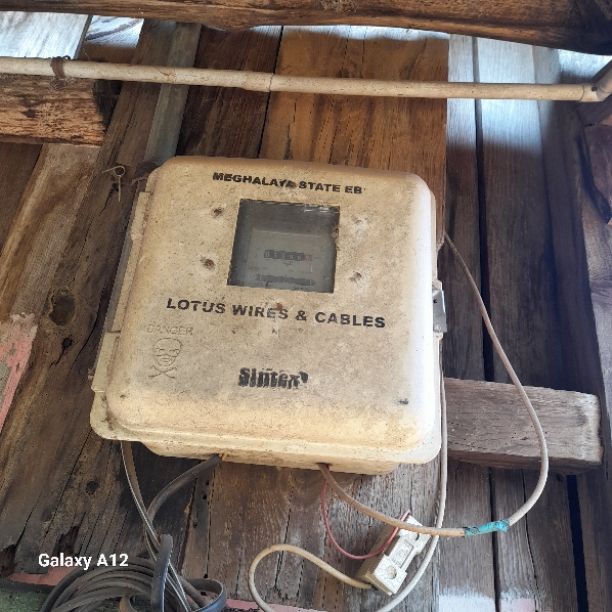 MEGHALAYA STATE EB
LOTUS WIRES & CABLES
DANGER
Sintex
Galaxy A12